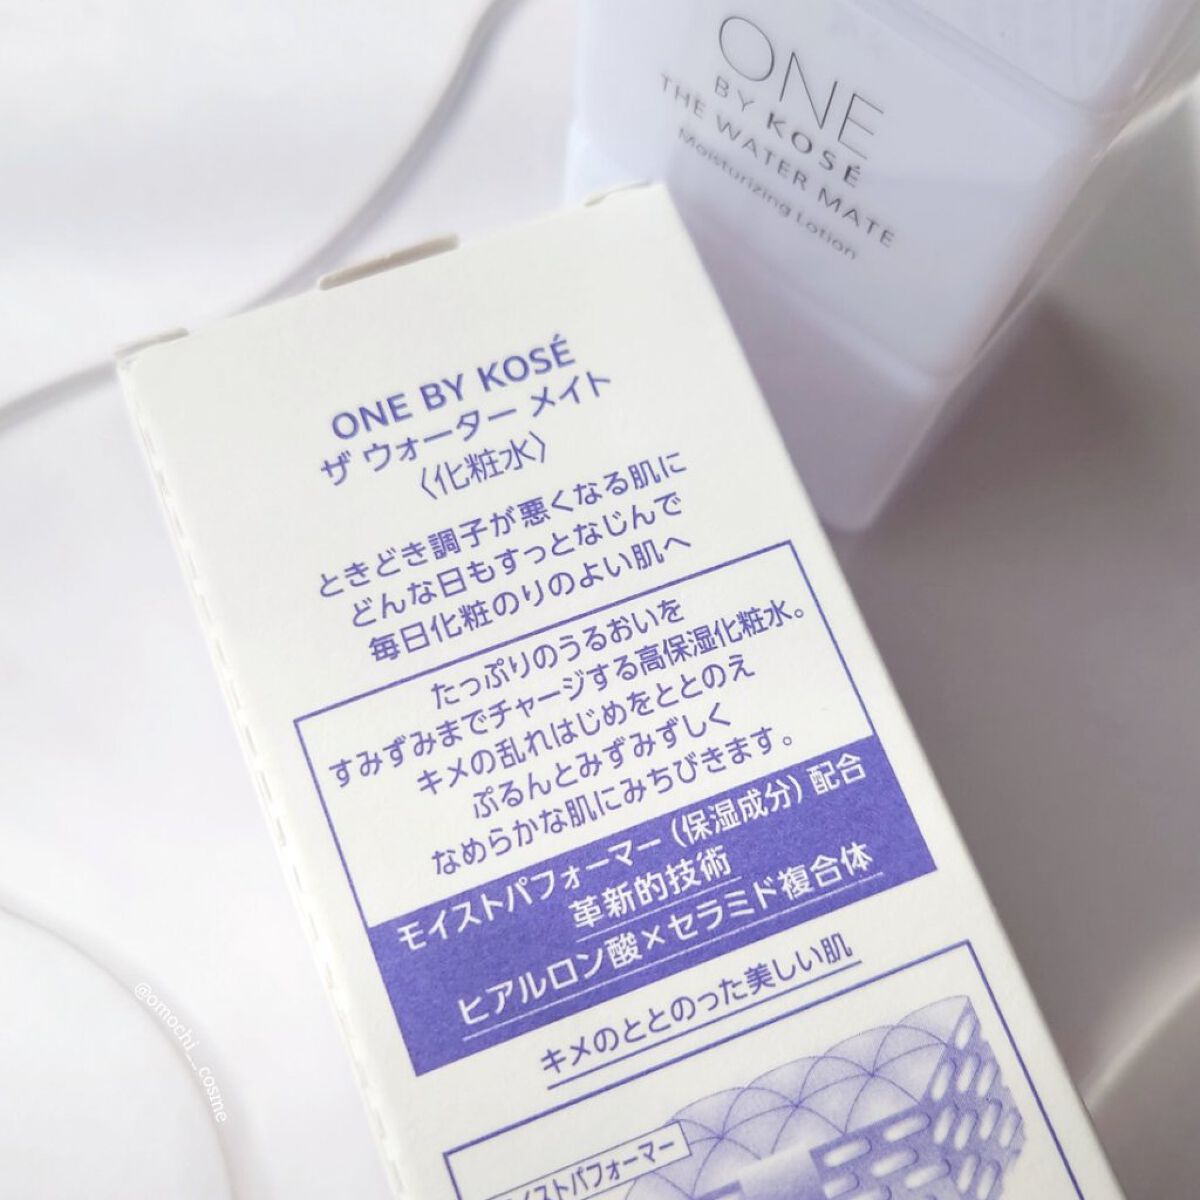 ONE
BY KOSÉ
THE WATER MATE
Moisturizing Lotion
ONE BY KOSÉ
ザ ウォーター メイト
〈化粧水〉
ときどき調子が悪くなる肌に
どんな日もすっとなじんで
毎日化粧のりのよい肌へ
たっぷりのうるおいを
すみずみまでチャージする高保湿化粧水。
キメの乱れはじめをととのえ
ぷるんとみずみずしく
なめらかな肌にみちびきます。
モイストパフォーマー(保湿成分)配合
革新的技術
ヒアルロン酸×セラミド複合体
キメのととのった美しい肌
モイストパフォーマー
@omochi__cosme